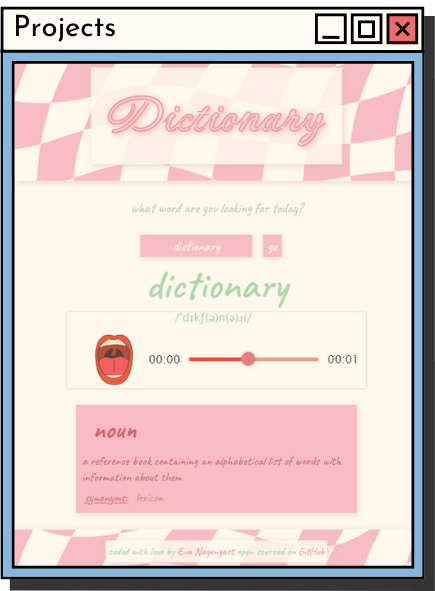 Projects
Dictionary
what word are you looking for today?
dictionary go
dictionary
/ˈdɪkʃ(ə)n(ə)ɹi/
00:00 00:01
noun
a reference book containing an alphabetical list of words with
information about them.
synonyms: lexicon
coded with love by Eva Nagengast open sourced on GitHub